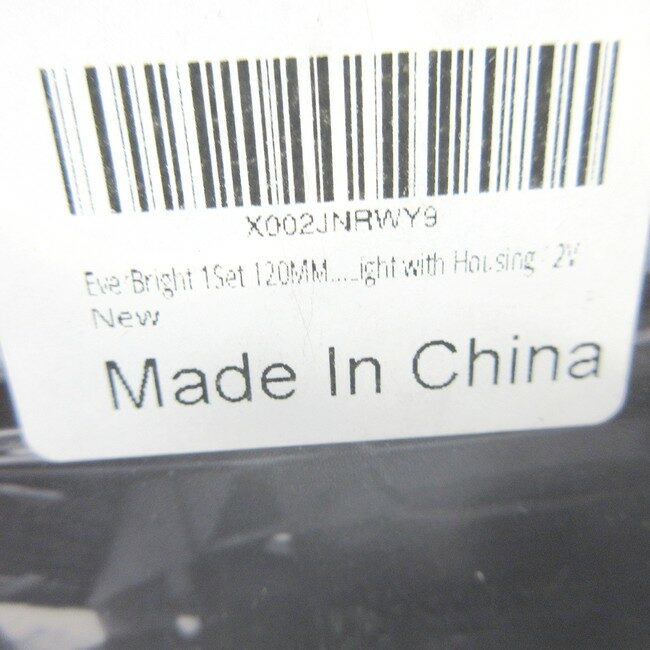 X002JNRWY9
EverBright 1Set 120MM.....ight with Housing 12V
New
Made In China